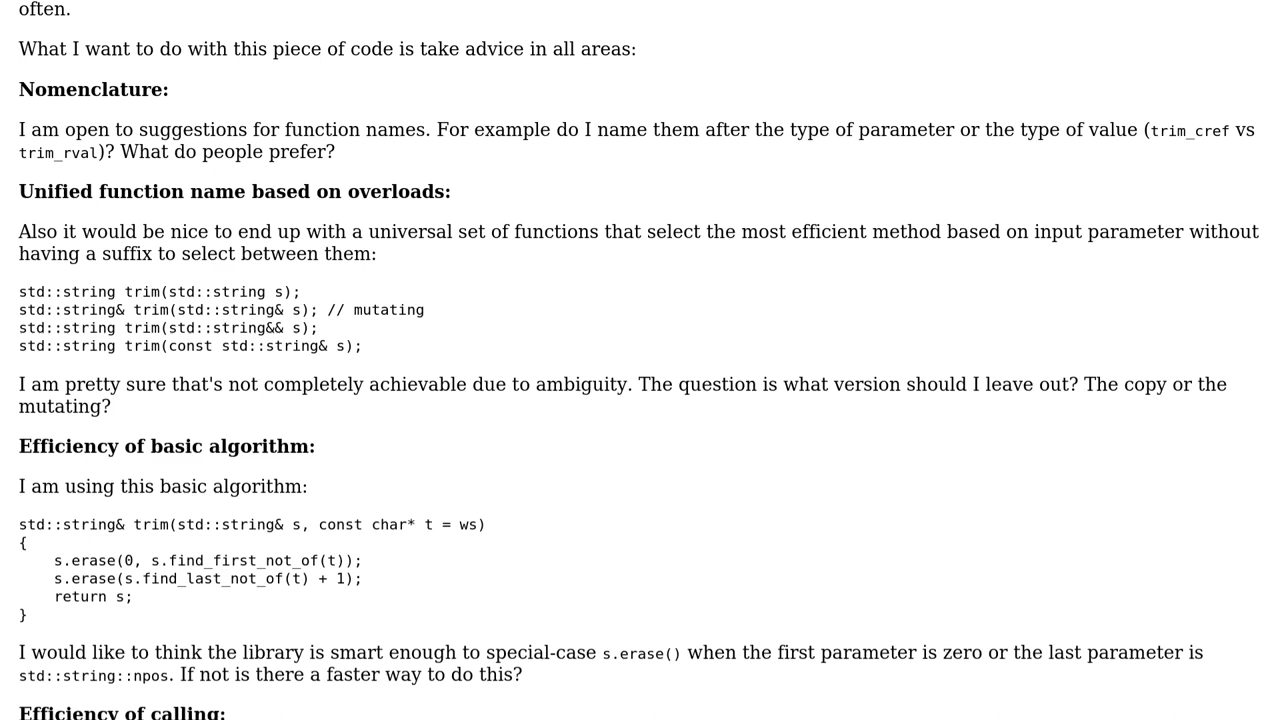 often.
What I want to do with this piece of code is take advice in all areas:
Nomenclature:
I am open to suggestions for function names. For example do I name them after the type of parameter or the type of value (trim_cref vs
trim_rval)? What do people prefer?
Unified function name based on overloads:
Also it would be nice to end up with a universal set of functions that select the most efficient method based on input parameter without
having a suffix to select between them:
std::string trim(std::string s);
std::string& trim(std::string& s); // mutating
std::string trim(std::string&& s);
std::string trim(const std::string& s);
I am pretty sure that's not completely achievable due to ambiguity. The question is what version should I leave out? The copy or the
mutating?
Efficiency of basic algorithm:
I am using this basic algorithm:
std::string& trim(std::string& s, const char* t = ws)
{
    s.erase(0, s.find_first_not_of(t));
    s.erase(s.find_last_not_of(t) + 1);
    return s;
}
I would like to think the library is smart enough to special-case s.erase() when the first parameter is zero or the last parameter is
std::string::npos. If not is there a faster way to do this?
Efficiency of calling: